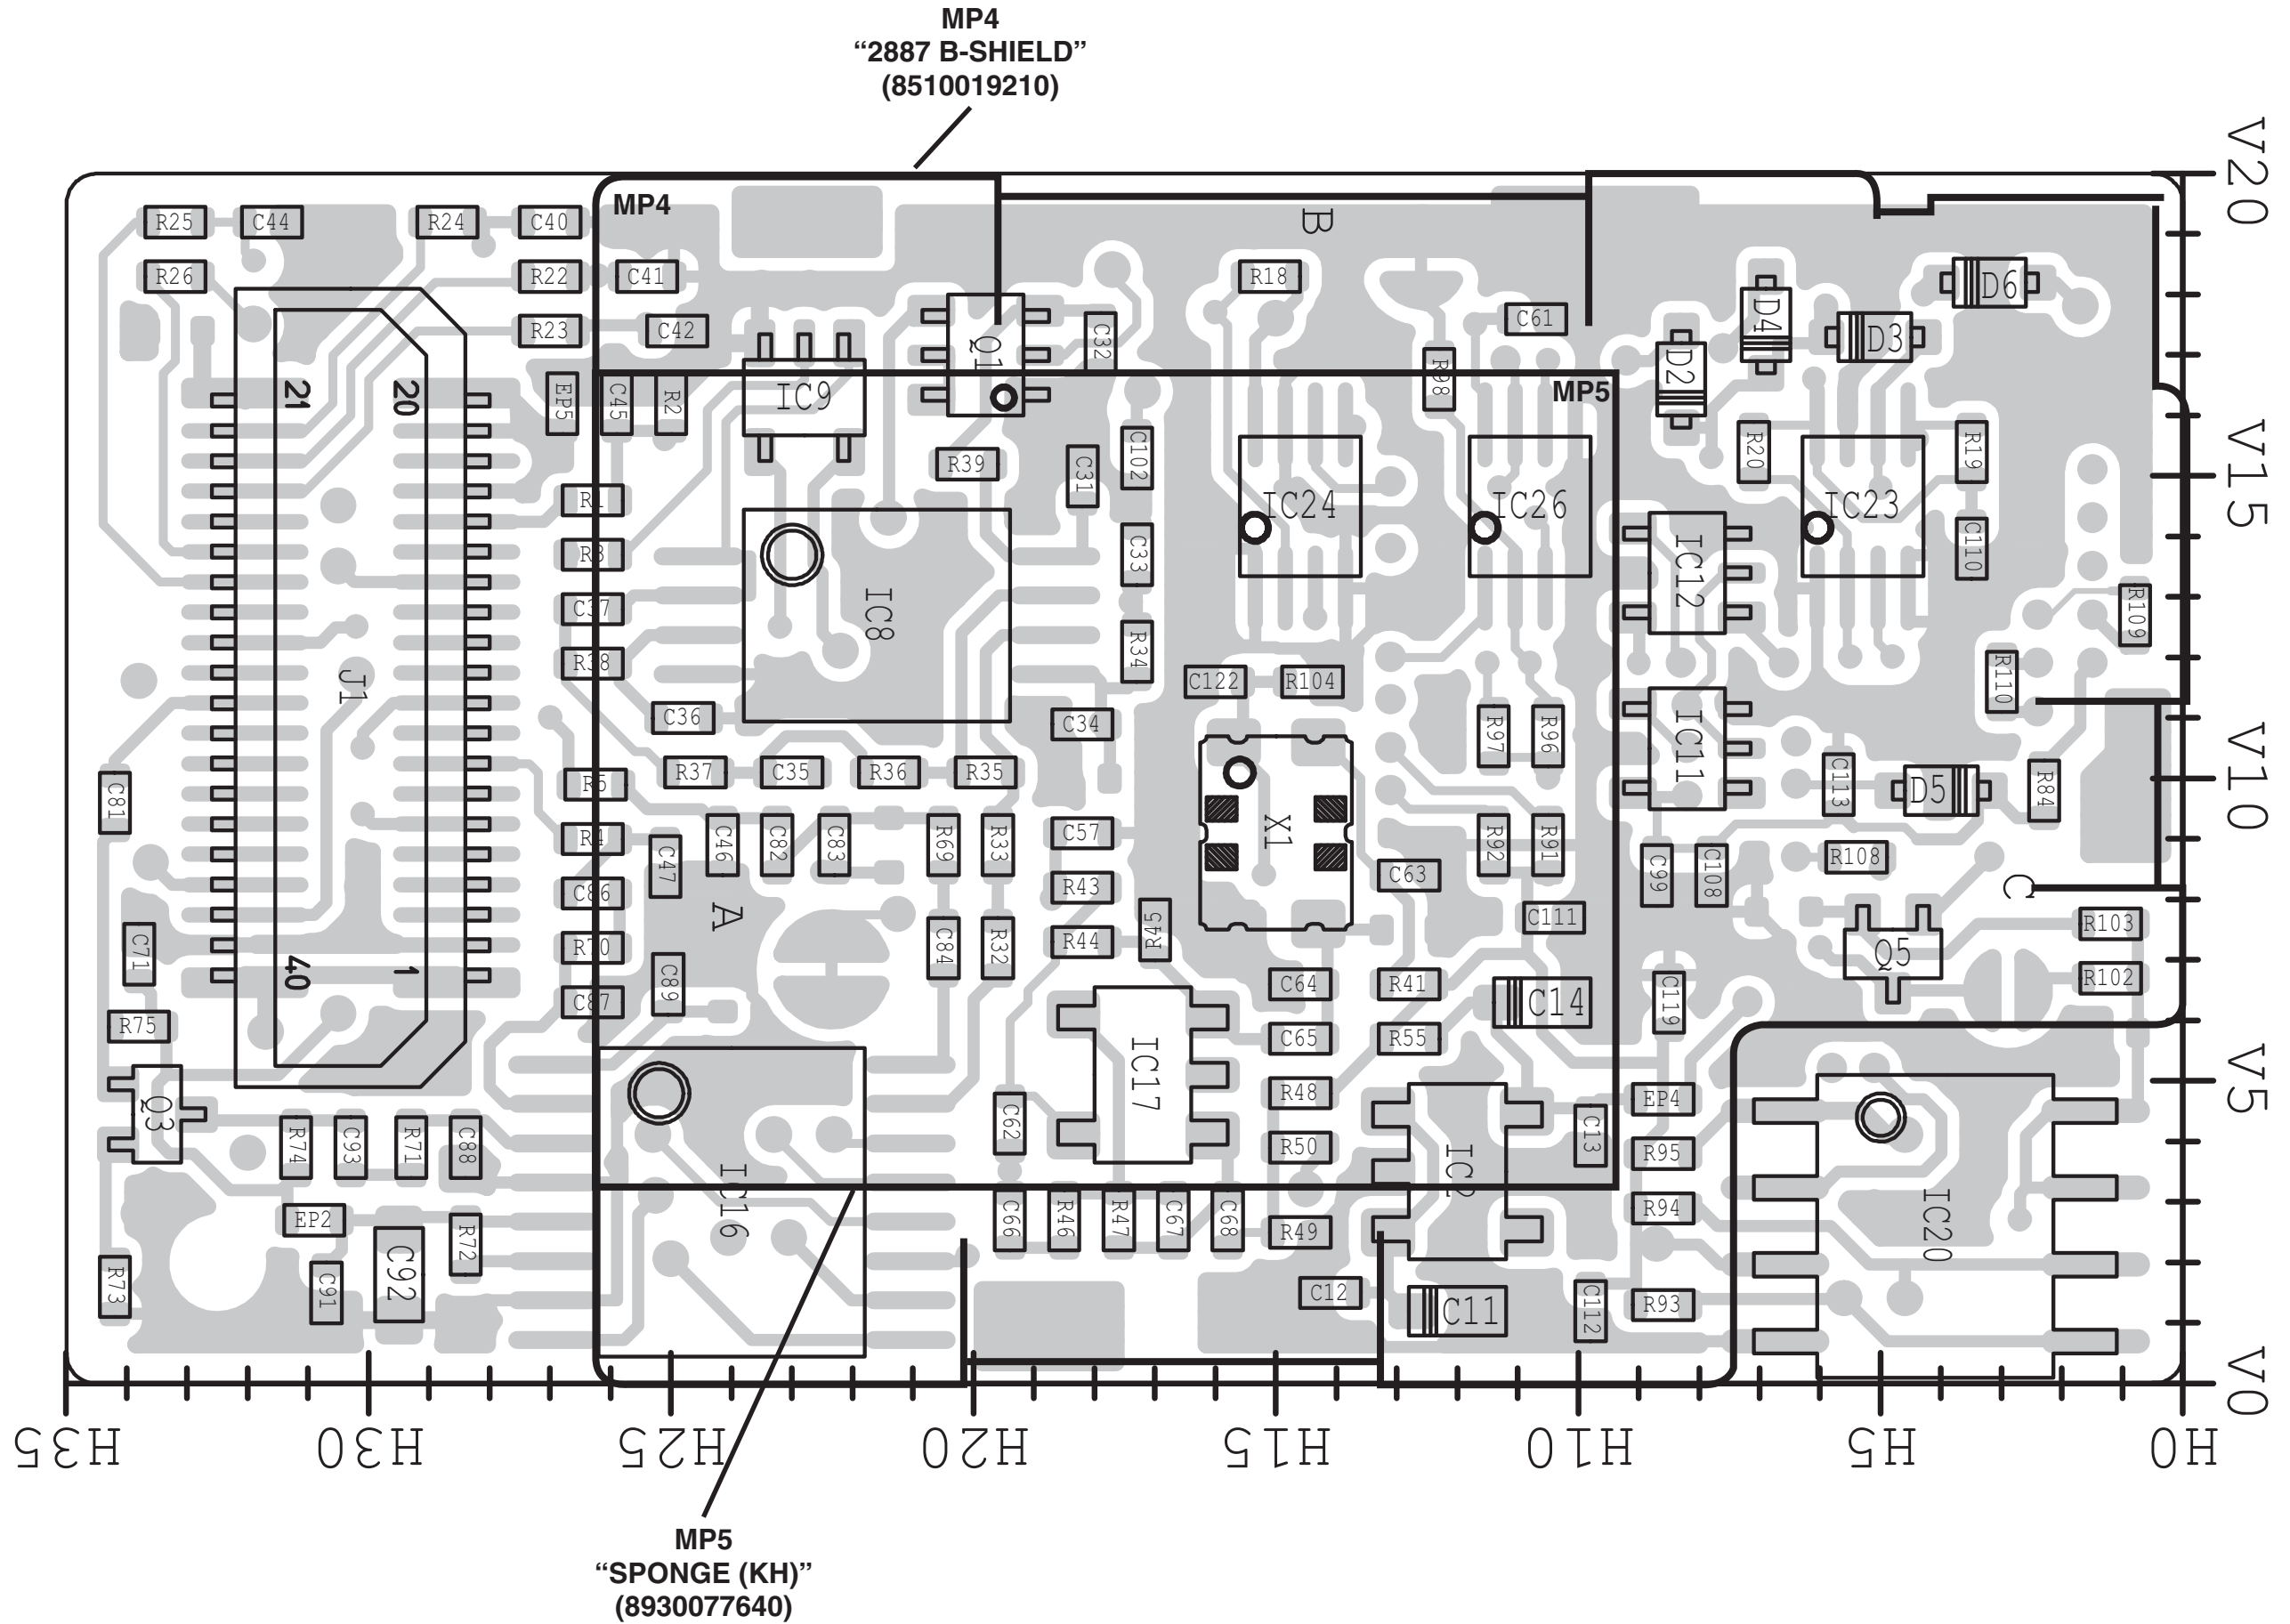 MP4
“2887 B-SHIELD”
(8510019210)
V20
MP4
B
R25 C44 R24 C40
R26 R22 C41 R18 D6
R23 C42 Q1 C32 C61 D4 D3
21 20 EP5 C45 R2 IC9 R98 MP5 D2
R39 C31 C102 R20 R19
V15
R1 IC24 IC26 IC23
R3 C33 IC12 C110
C37 IC8 R109
R38 R34
J1 C122 R104 R110
C36 C34 R97 R96 IC11
R37 C35 R36 R35
V10
C81 R5 C113 D5 R84
R4 C46 C82 C83 R69 R33 C57 X1 R92 R91
C47 R108
C86 R43 C63 C99 C108 C
A C111 R103
C71 R70 C84 R32 R44 R45 Q5
40 1 C89 C64 R41 R102
C87 C14 C119
R75 C65 R55
V5
IC17 R48 EP4
Q3 C62 C13
R74 C93 R71 C88 R50 R95
IC2
EP2 IC16 C66 R46 R47 C67 C68 R49 R94 IC20
R72
R73 C91 C92 C12 C11 C112 R93
V0
H35 H30 H25 H20 H15 H10 H5 H0
MP5
“SPONGE (KH)”
(8930077640)